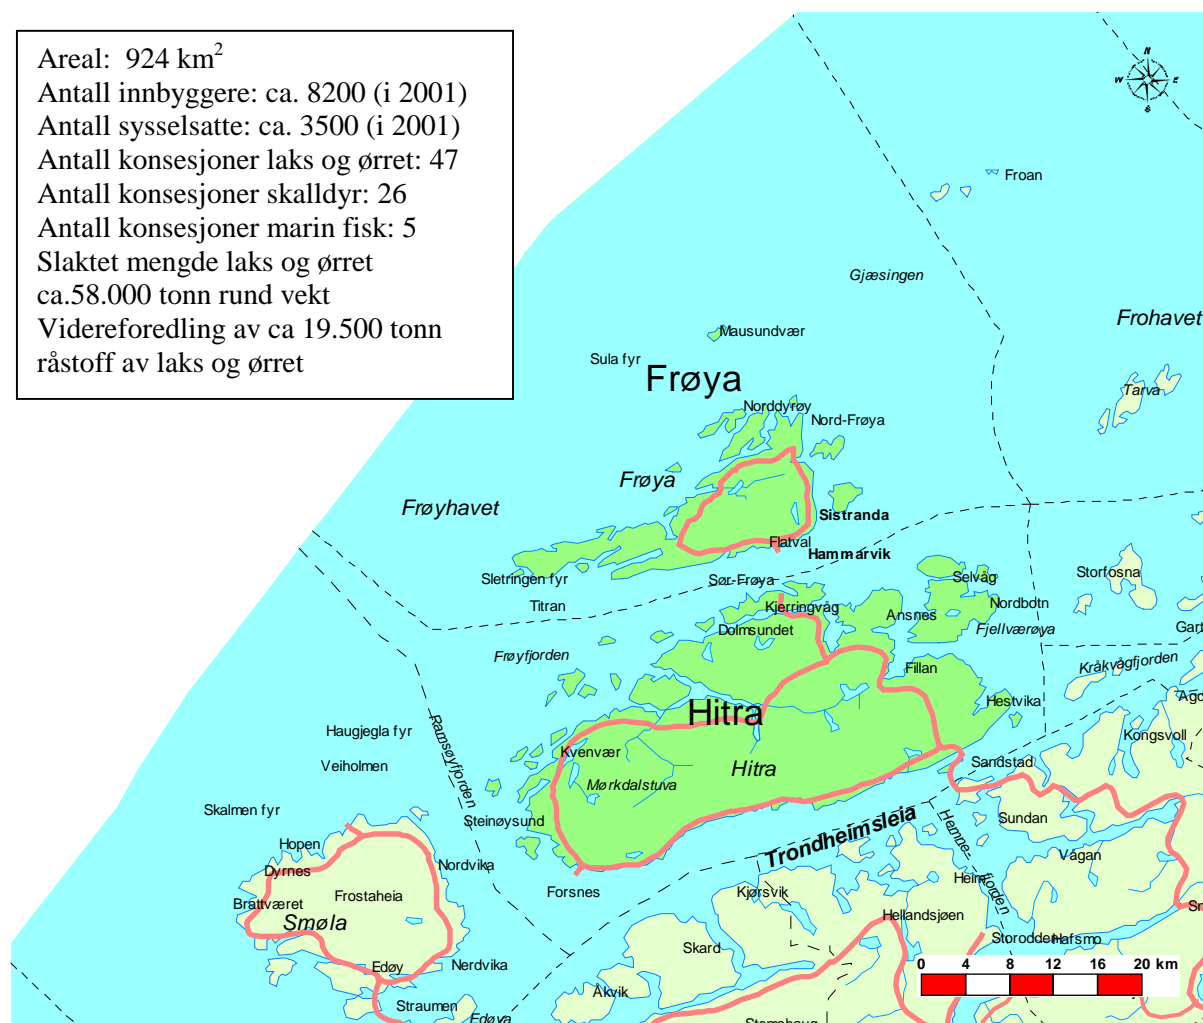 Areal: 924 km2
Antall innbyggere: ca. 8200 (i 2001)
Antall sysselsatte: ca. 3500 (i 2001)
Antall konsesjoner laks og ørret: 47
Antall konsesjoner skalldyr: 26
Antall konsesjoner marin fisk: 5
Slaktet mengde laks og ørret
ca.58.000 tonn rund vekt
Videreforedling av ca 19.500 tonn
råstoff av laks og ørret
N
W E
S
Froan
Gjæsingen
Frohavet
Mausundvær
Sula fyr
Frøya
Tarva
Norddyrøy
Nord-Frøya
Frøya
Frøyhavet
Sistranda
Flatval
Hammarvik
Sletringen fyr
Sør-Frøya
Selvåg
Storfosna
Titran
Kjerringvåg
Nordbotn
Ansnes
Dolmsundet
Fjellværøya
Gart
Frøyfjorden
Fillan
Kråkvågfjorden
Hestvika
Agd
Hitra
Ramsøyfjorden
Haugjegla fyr
Kongsvoll
Kvenvær
Veiholmen
Hitra
Sandstad
Mørkdalstuva
Skalmen fyr
Steinøysund
Trondheimsleia
Sundan
Hemnefjorden
Hopen
Nordvika
Vågan
Dyrnes
Forsnes
Kjørsvik
Heim
Frostaheia
Brattværet
Smøla
Hellandsjøen
Skard
Storodden
Hafsmo
Edøy
Nerdvika
0 4 8 12 16 20 km
Åkvik
Straumen
Edøya